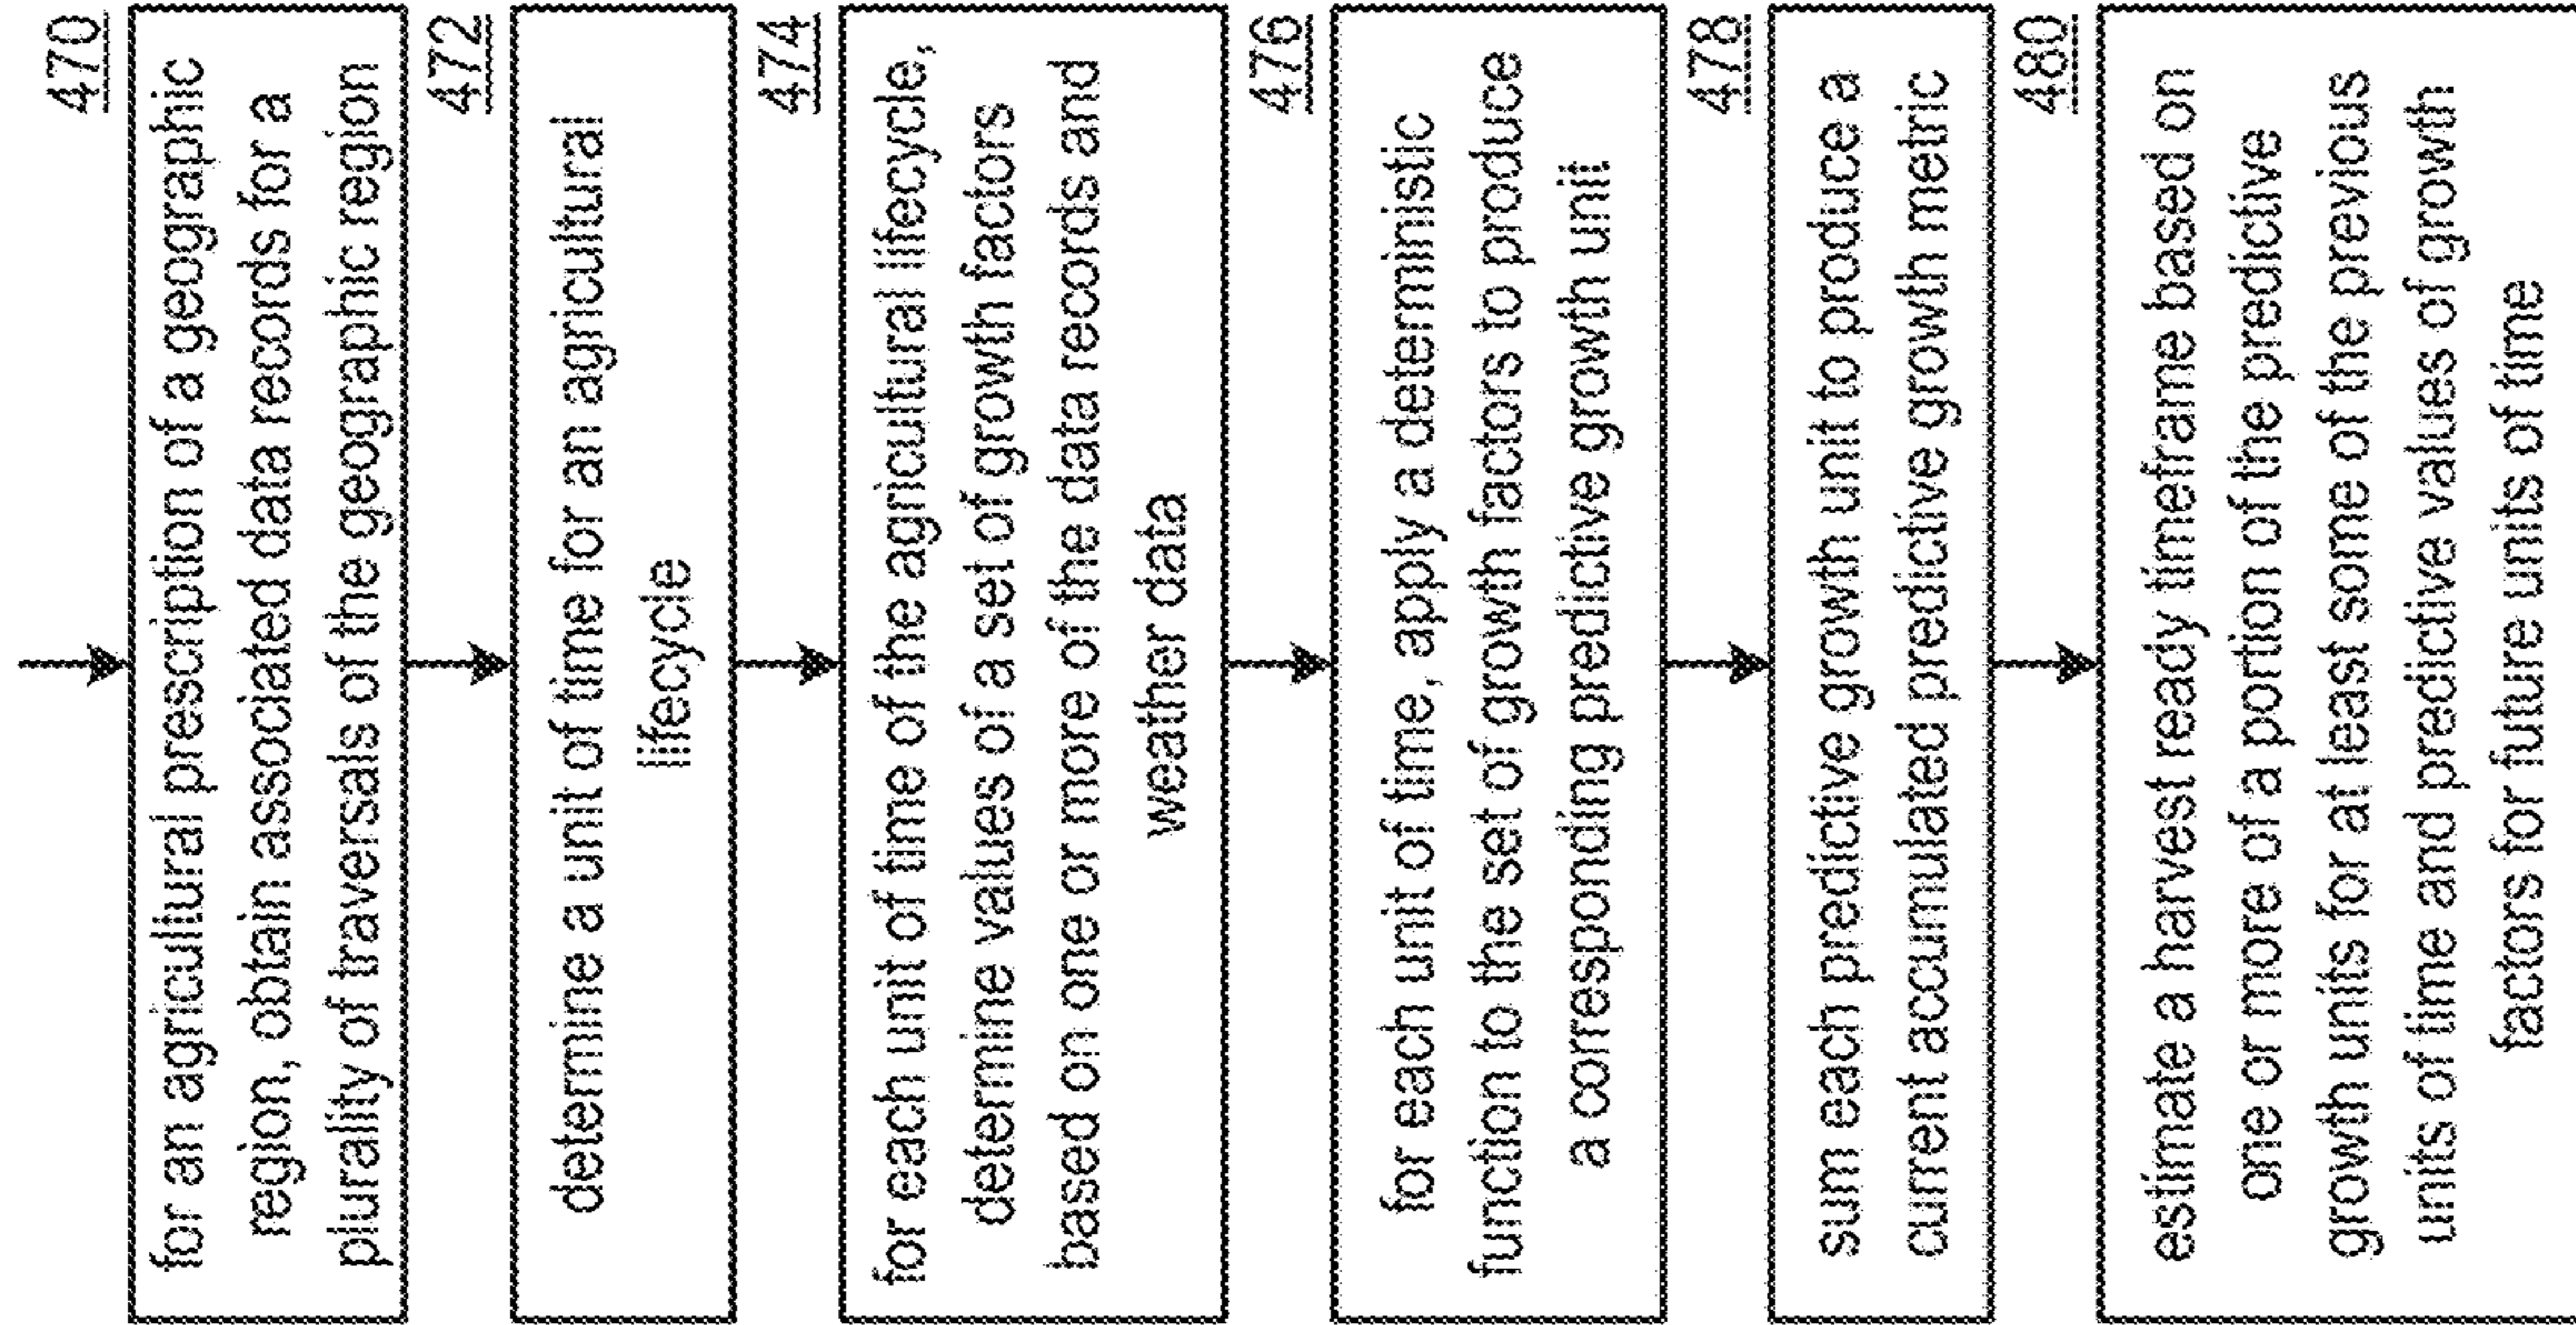 470
for an agricultural prescription of a geographic
region, obtain associated data records for a
plurality of traversals of the geographic region
472
determine a unit of time for an agricultural
lifecycle
474
for each unit of time of the agricultural lifecycle,
determine values of a set of growth factors
based on one or more of the data records and
weather data
476
for each unit of time, apply a deterministic
function to the set of growth factors to produce
a corresponding predictive growth unit
478
sum each predictive growth unit to produce a
current accumulated predictive growth metric
480
estimate a harvest ready timeframe based on
one or more of a portion of the predictive
growth units for at least some of the previous
units of time and predictive values of growth
factors for future units of time